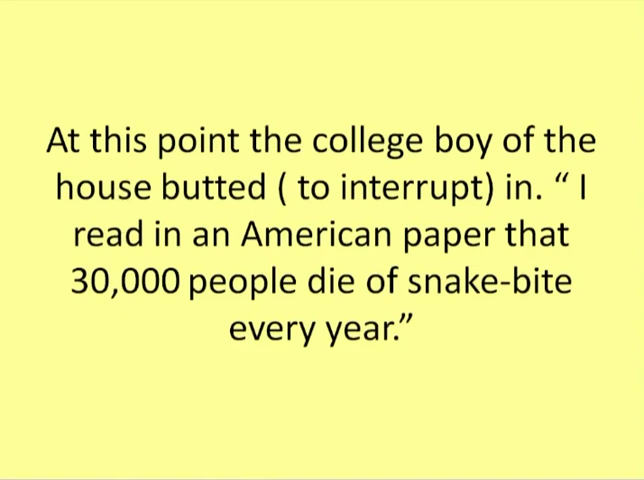 At this point the college boy of the
house butted ( to interrupt) in. “ I
read in an American paper that
30,000 people die of snake-bite
every year.”